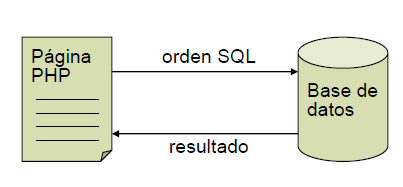 Página
PHP
orden SQL
Base de
datos
resultado